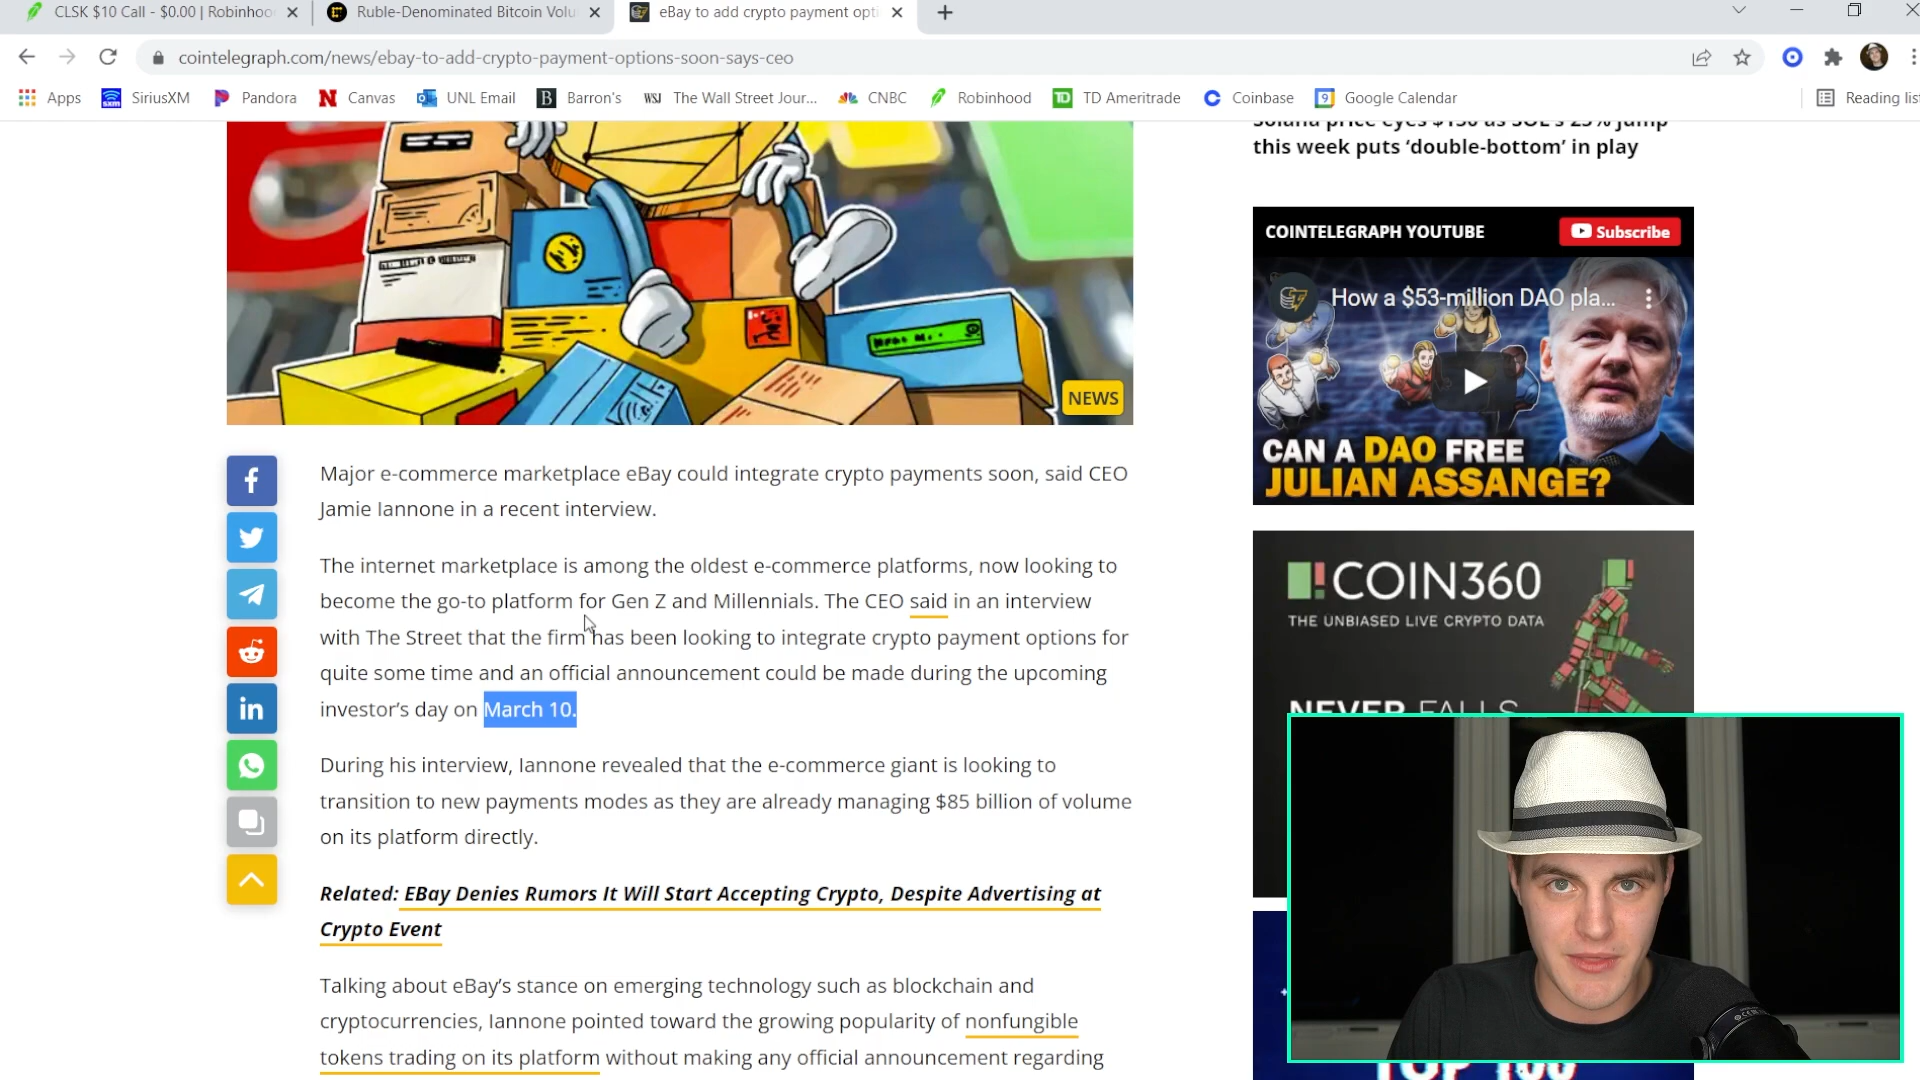 CLSK $10 Call - $0.00 | Robinhoo
Ruble-Denominated Bitcoin Volu
eBay to add crypto payment opti
cointelegraph.com/news/ebay-to-add-crypto-payment-options-soon-says-ceo
Apps
SiriusXM
Pandora
Canvas
UNL Email
Barron's
The Wall Street Jour...
CNBC
Robinhood
TD Ameritrade
Coinbase
Google Calendar
Reading list
NEWS
Major e-commerce marketplace eBay could integrate crypto payments soon, said CEO
Jamie Iannone in a recent interview.
The internet marketplace is among the oldest e-commerce platforms, now looking to
become the go-to platform for Gen Z and Millennials. The CEO said in an interview
with The Street that the firm has been looking to integrate crypto payment options for
quite some time and an official announcement could be made during the upcoming
investor's day on March 10.
During his interview, Iannone revealed that the e-commerce giant is looking to
transition to new payments modes as they are already managing $85 billion of volume
on its platform directly.
Related: EBay Denies Rumors It Will Start Accepting Crypto, Despite Advertising at
Crypto Event
Talking about eBay's stance on emerging technology such as blockchain and
cryptocurrencies, Iannone pointed toward the growing popularity of nonfungible
tokens trading on its platform without making any official announcement regarding
Solana price eyes $150 as SOL's 25% jump
this week puts 'double-bottom' in play
COINTELEGRAPH YOUTUBE
Subscribe
How a $53-million DAO pla...
CAN A DAO FREE
JULIAN ASSANGE?
COIN360
THE UNBIASED LIVE CRYPTO DATA
NEVER FALLS
TOP 100